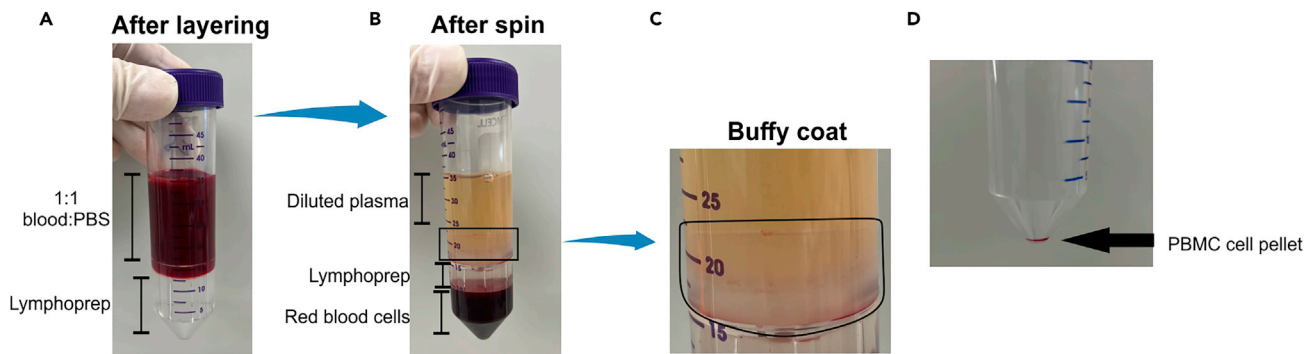 A
After layering
B
After spin
C
D
45
mL
40
10
5
1:1
blood:PBS
Lymphoprep
45
40
35
30
25
20
15
Diluted plasma
Lymphoprep
Red blood cells
Buffy coat
25
20
15
PBMC cell pellet